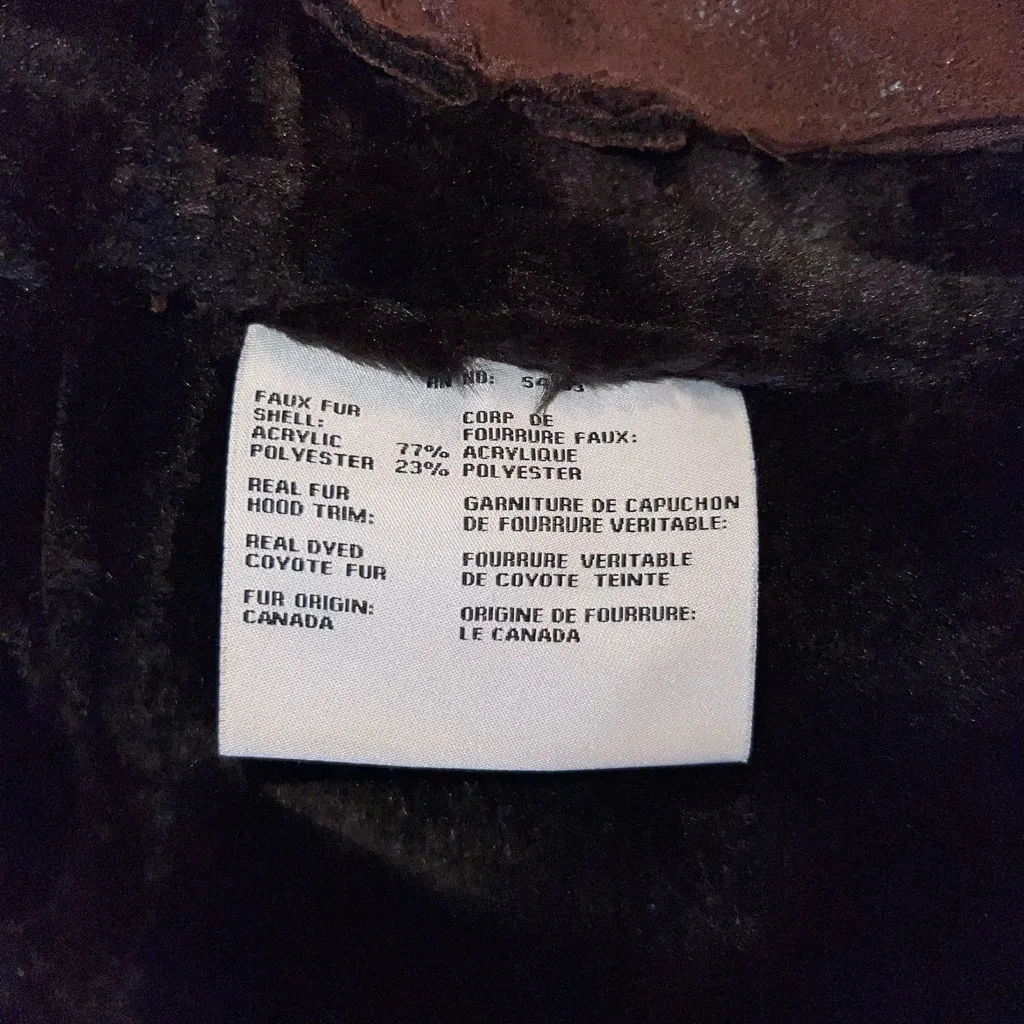 RN NO:
FAUX FUR
SHELL:
ACRYLIC 77%
POLYESTER 23%
REAL FUR
HOOD TRIM:
REAL DYED
COYOTE FUR
FUR ORIGIN:
CANADA
CORP DE
FOURRURE FAUX:
ACRYLIQUE
POLYESTER
GARNITURE DE CAPUCHON
DE FOURRURE VERITABLE:
FOURRURE VERITABLE
DE COYOTE TEINTE
ORIGINE DE FOURRURE:
LE CANADA